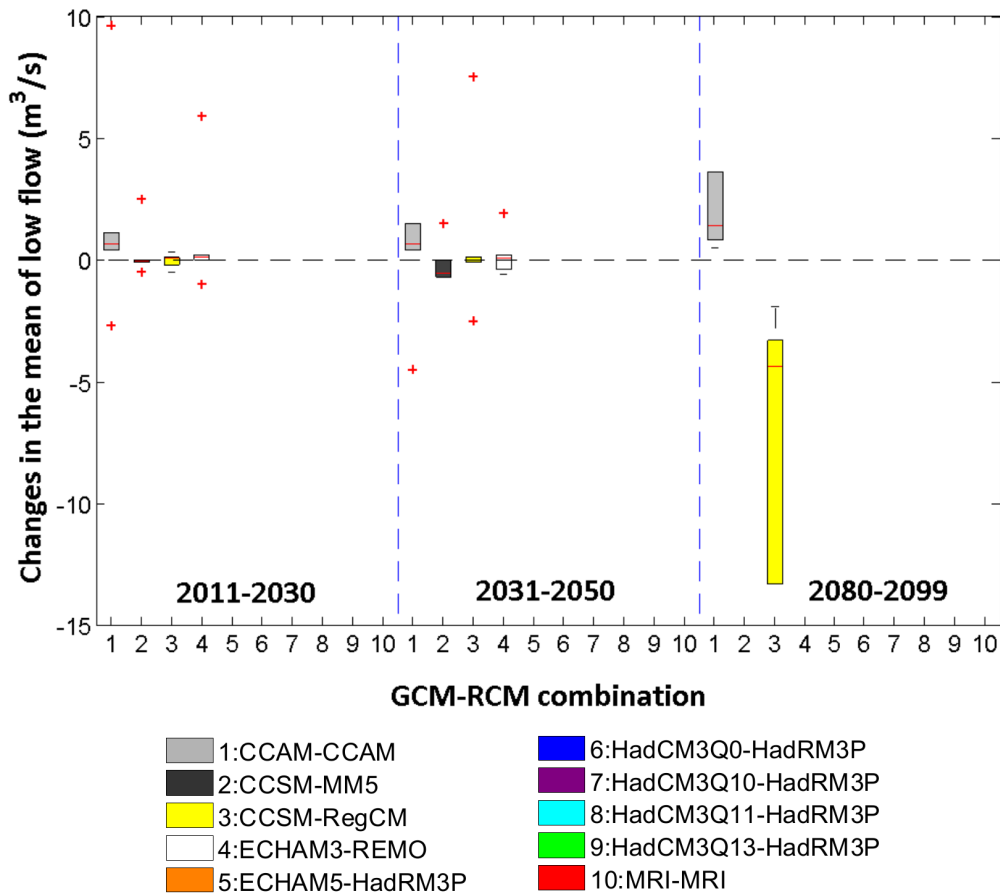 Changes in the mean of low flow (m³/s)
10
5
0
-5
-10
-15
2011-2030 2031-2050 2080-2099
1 2 3 4 5 6 7 8 9 10 1 2 3 4 5 6 7 8 9 10 1 2 3 4 5 6 7 8 9 10
GCM-RCM combination
1:CCAM-CCAM
2:CCSM-MM5
3:CCSM-RegCM
4:ECHAM3-REMO
5:ECHAM5-HadRM3P
6:HadCM3Q0-HadRM3P
7:HadCM3Q10-HadRM3P
8:HadCM3Q11-HadRM3P
9:HadCM3Q13-HadRM3P
10:MRI-MRI